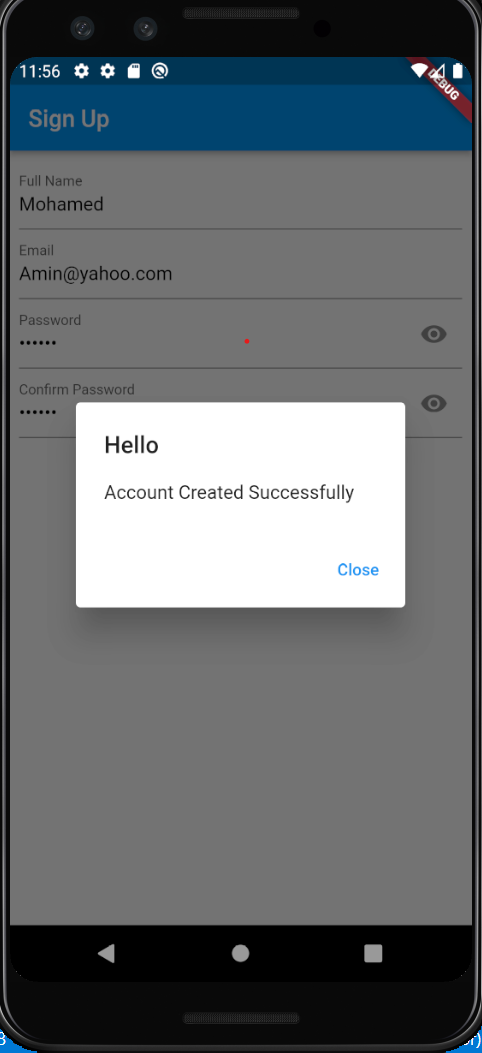 11:56
DEBUG
Sign Up
Full Name
Mohamed
Email
Amin@yahoo.com
Password
••••••
Confirm Password
••••••
Hello
Account Created Successfully
Close